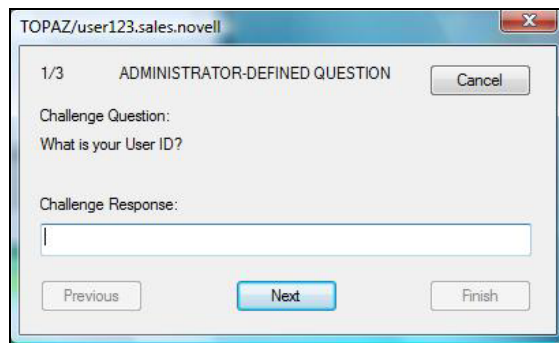 TOPAZ/user123.sales.novell
1/3 ADMINISTRATOR-DEFINED QUESTION
Cancel
Challenge Question:
What is your User ID?
Challenge Response:
Previous Next Finish